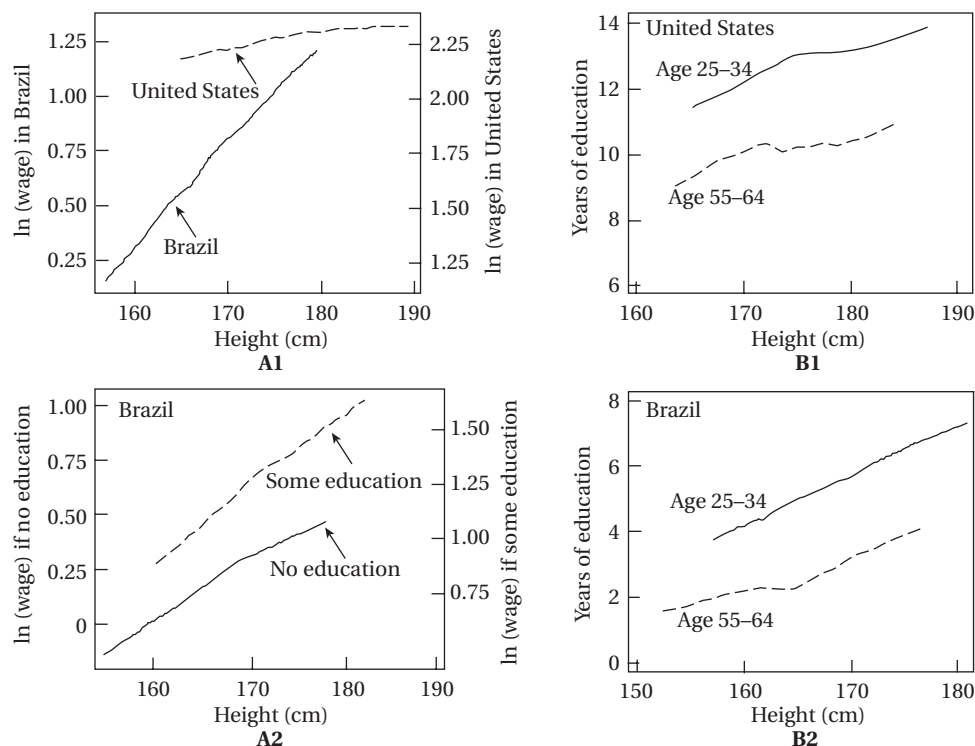 ln (wage) in Brazil
1.25
1.00
0.75
0.50
0.25
United States
Brazil
2.25
2.00
1.75
1.50
1.25
ln (wage) in United States
160 170 180 190
Height (cm)
A1
Years of education
14
12
10
8
6
United States
Age 25–34
Age 55–64
160 170 180 190
Height (cm)
B1
ln (wage) if no education
1.00
0.75
0.50
0.25
0
Brazil
Some education
No education
1.50
1.25
1.00
0.75
ln (wage) if some education
160 170 180 190
Height (cm)
A2
Years of education
8
6
4
2
0
Brazil
Age 25–34
Age 55–64
150 160 170 180
Height (cm)
B2